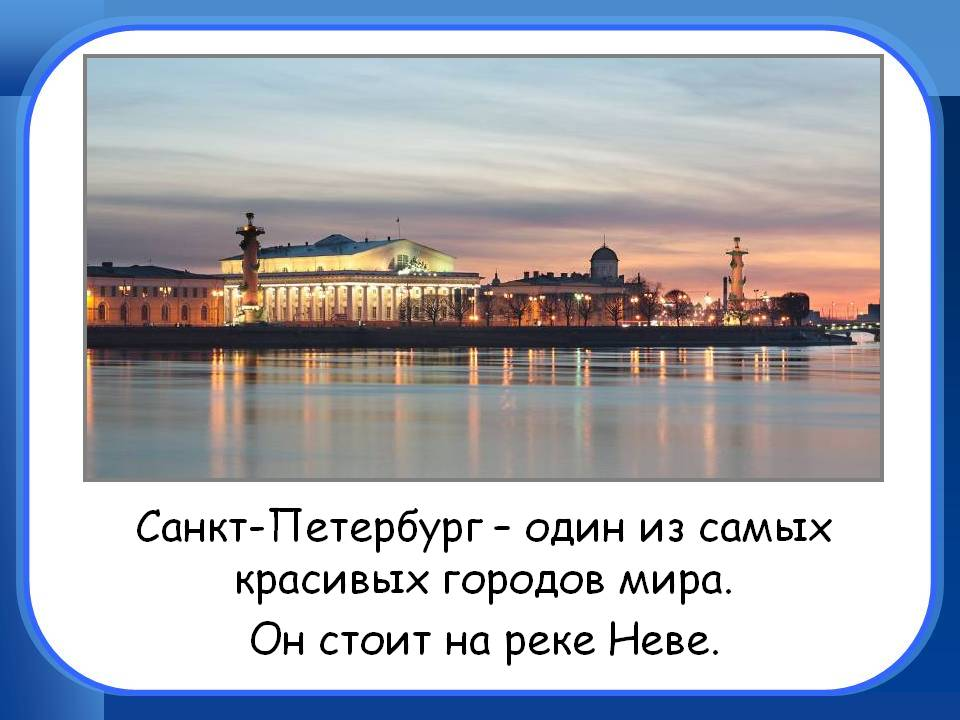 Санкт-Петербург – один из самых
красивых городов мира.
Он стоит на реке Неве.